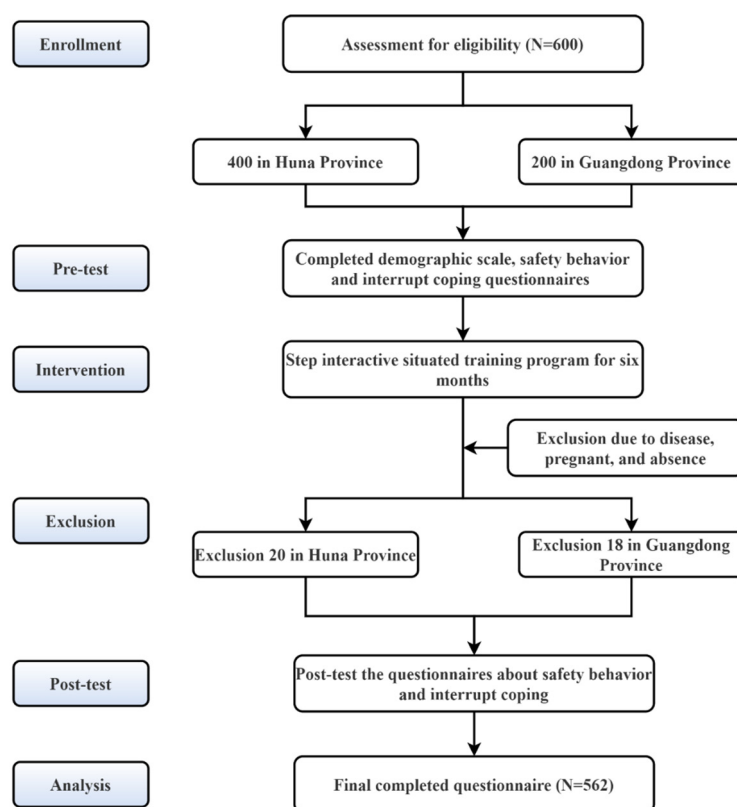 Enrollment
Assessment for eligibility (N=600)
400 in Huna Province
200 in Guangdong Province
Pre-test
Completed demographic scale, safety behavior
and interrupt coping questionnaires
Intervention
Step interactive situated training program for six
months
Exclusion due to disease,
pregnant, and absence
Exclusion
Exclusion 20 in Huna Province
Exclusion 18 in Guangdong
Province
Post-test
Post-test the questionnaires about safety behavior
and interrupt coping
Analysis
Final completed questionnaire (N=562)